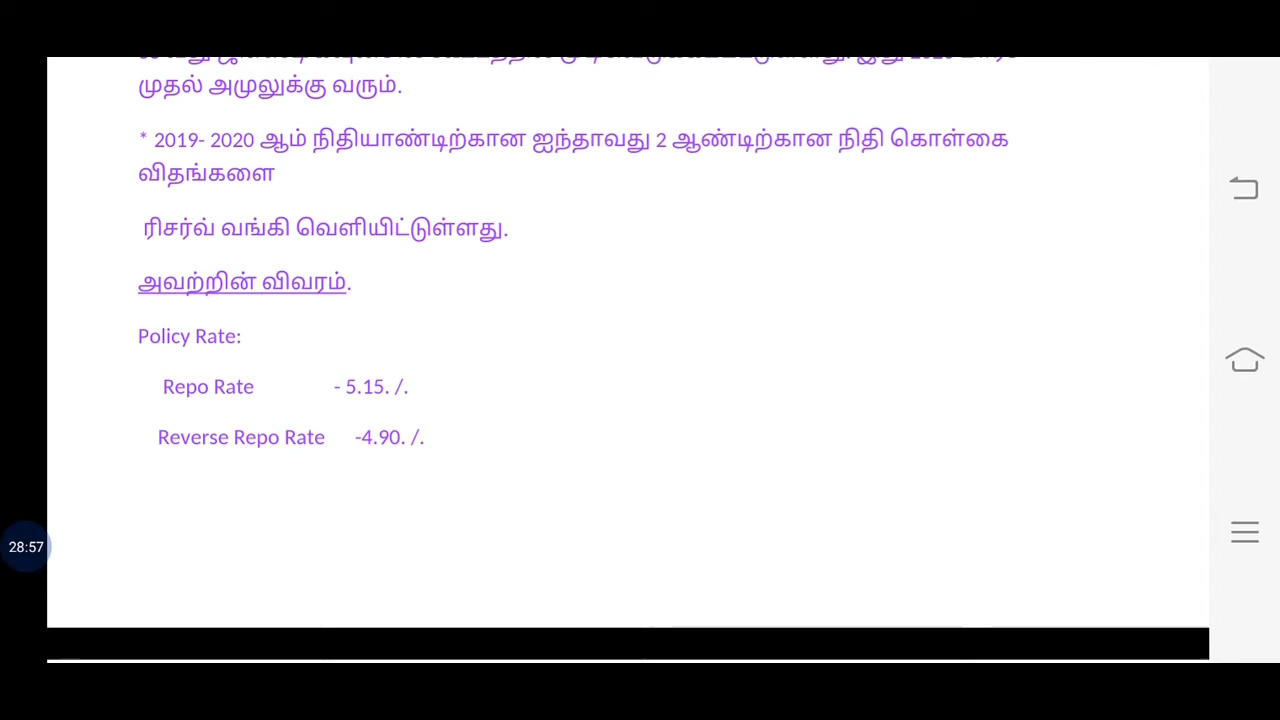 முதல் அமுலுக்கு வரும்.
* 2019- 2020 ஆம் நிதியாண்டிற்கான ஐந்தாவது 2 ஆண்டிற்கான நிதி கொள்கை
விதங்களை
ரிசர்வ் வங்கி வெளியிட்டுள்ளது.
அவற்றின் விவரம்.
Policy Rate:
Repo Rate - 5.15. /.
Reverse Repo Rate -4.90. /.
28:57